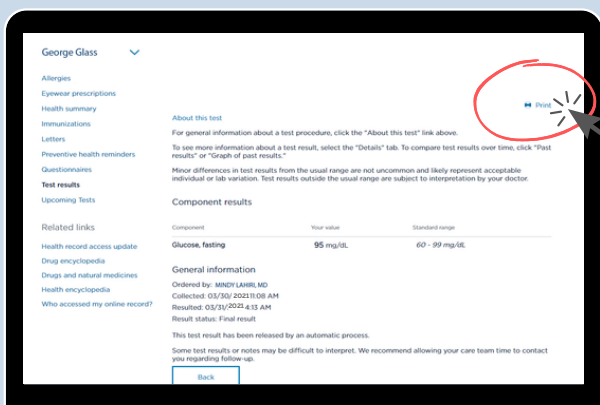 George Glass
Allergies
Eyewear prescriptions
Health summary
Immunizations
Letters
Preventive health reminders
Questionnaires
Test results
Upcoming Tests
Related links
Health record access update
Drug encyclopedia
Drugs and natural medicines
Health encyclopedia
Who accessed my online record?
Print
About this test
For general information about a test procedure, click the "About this test" link above.
To see more information about a test result, select the "Details" tab. To compare test results over time, click "Past
results" or "Graph of past results."
Minor differences in test results from the usual range are not uncommon and likely represent acceptable
individual or lab variation. Test results outside the usual range are subject to interpretation by your doctor.
Component results
Component Your value Standard range
Glucose, fasting 95 mg/dL 60 - 99 mg/dL
General information
Ordered by: MINDY LAHIRI, MD
Collected: 03/30/ 2021 11:08 AM
Resulted: 03/31/2021 4:13 AM
Result status: Final result
This test result has been released by an automatic process.
Some test results or notes may be difficult to interpret. We recommend allowing your care team time to contact
you regarding follow-up.
Back